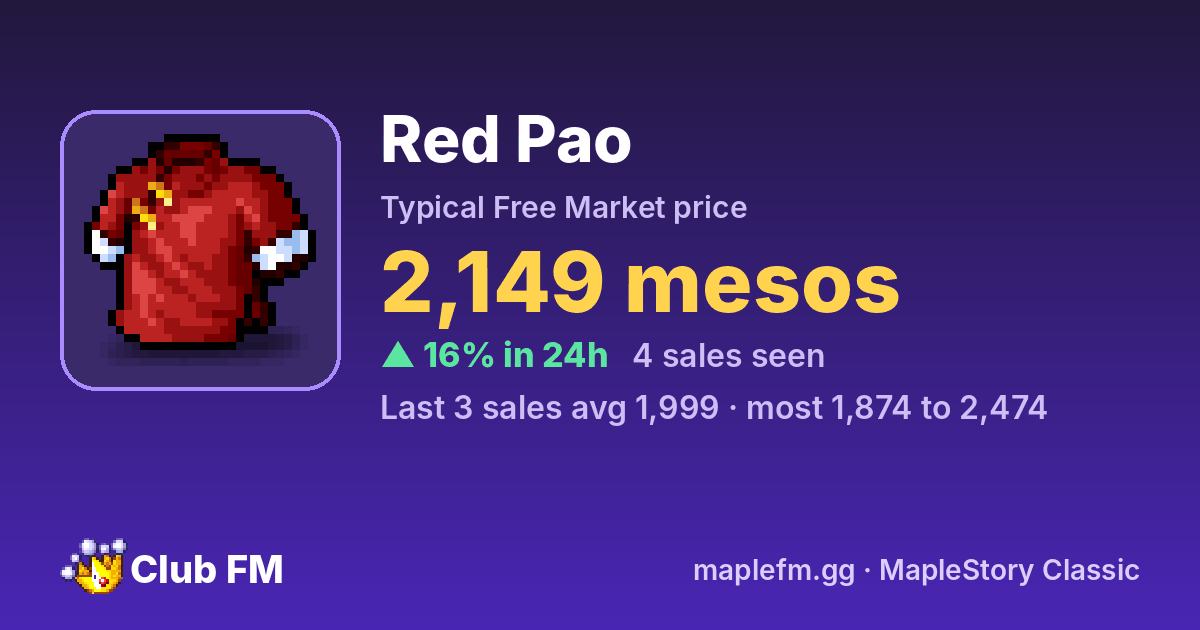 Red Pao
Typical Free Market price
2,149 mesos
▲ 16% in 24h 4 sales seen
Last 3 sales avg 1,999 · most 1,874 to 2,474
Club FM
maplefm.gg · MapleStory Classic